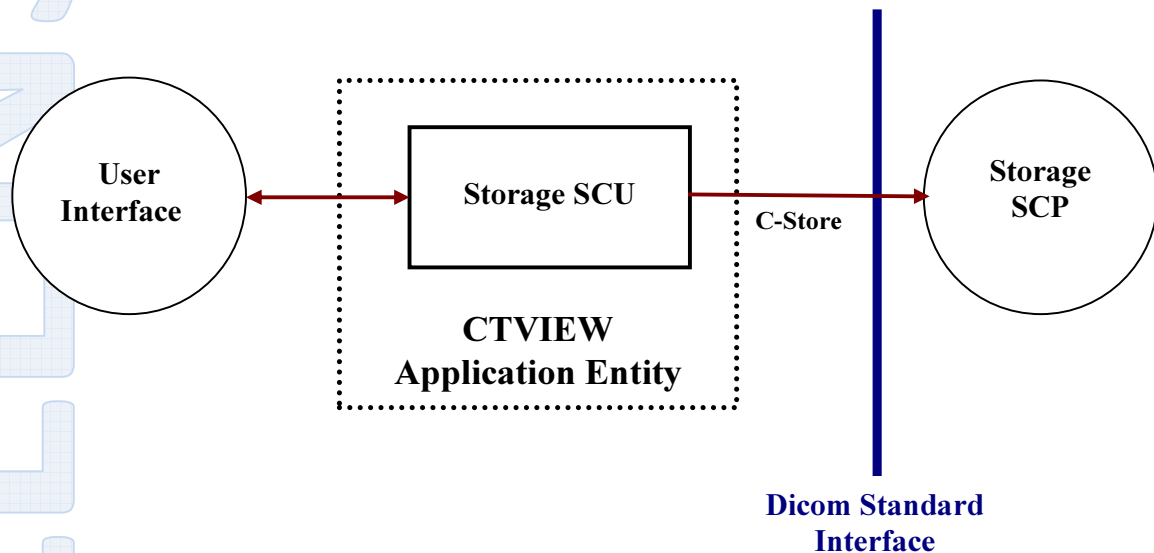 User
Interface
Storage SCU
C-Store
Storage
SCP
CTVIEW
Application Entity
Dicom Standard
Interface